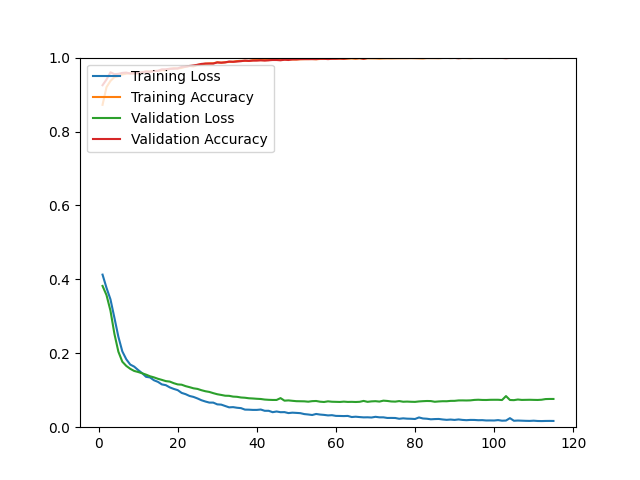 1.0
Training Loss
Training Accuracy
Validation Loss
Validation Accuracy
0.8
0.6
0.4
0.2
0.0
0 20 40 60 80 100 120